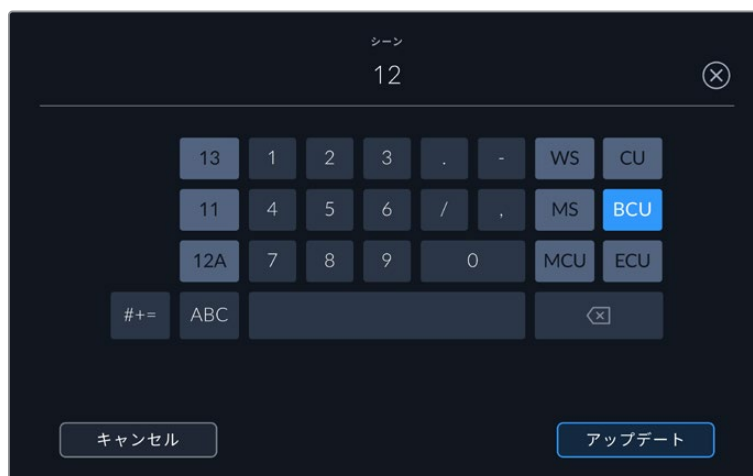 シーン
12
13 1 2 3 . - WS CU
11 4 5 6 / , MS BCU
12A 7 8 9 0 MCU ECU
#+= ABC
キャンセル アップデート